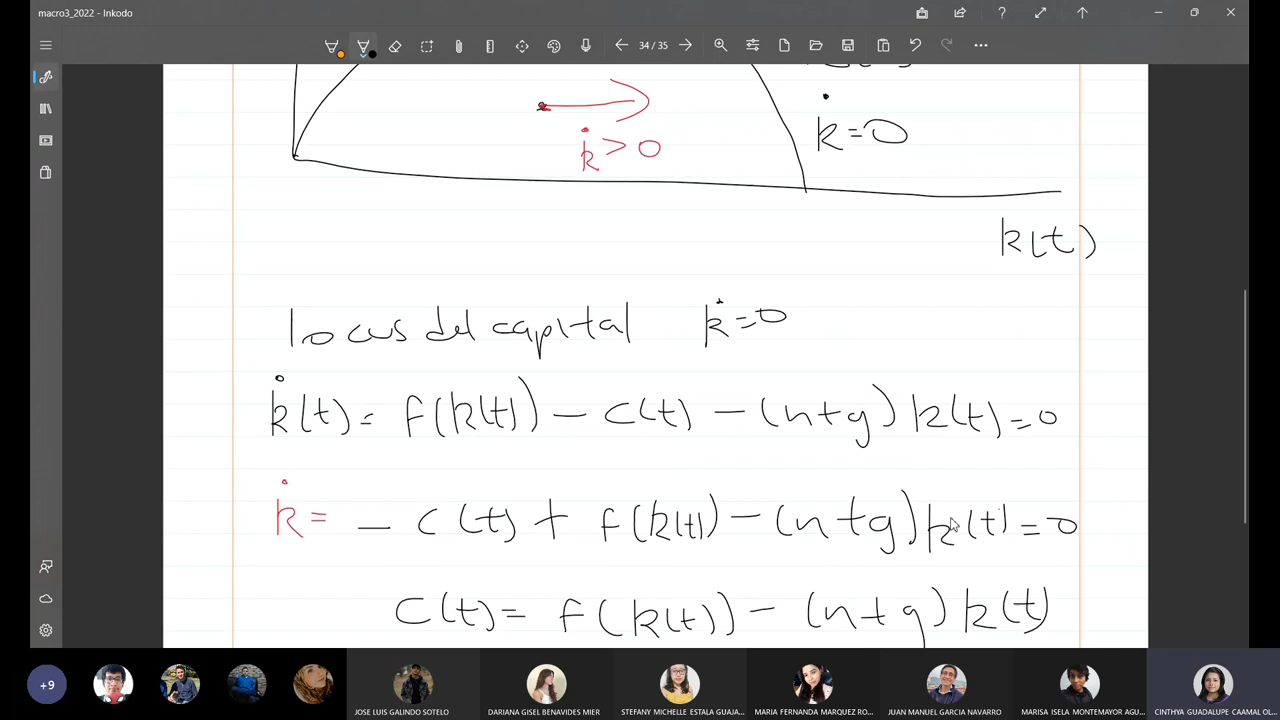 macro3_2022 - Inkodo
34 / 35
k̇ = 0
k̇ > 0
k(t)
locus del capital k̇=0
k̇(t) = f(k(t)) - c(t) - (n+g) k(t) = 0
k̇ = - c(t) + f(k(t)) - (n+g) k(t) = 0
c(t) = f(k(t)) - (n+g) k(t)
+9
JOSE LUIS GALINDO SOTELO
DARIANA GISEL BENAVIDES MIER
STEFANY MICHELLE ESTALA GUAJA...
MARIA FERNANDA MARQUEZ RO...
JUAN MANUEL GARCIA NAVARRO
MARISA ISELA MONTEMAYOR AGU...
CINTHYA GUADALUPE CAAMAL OL...